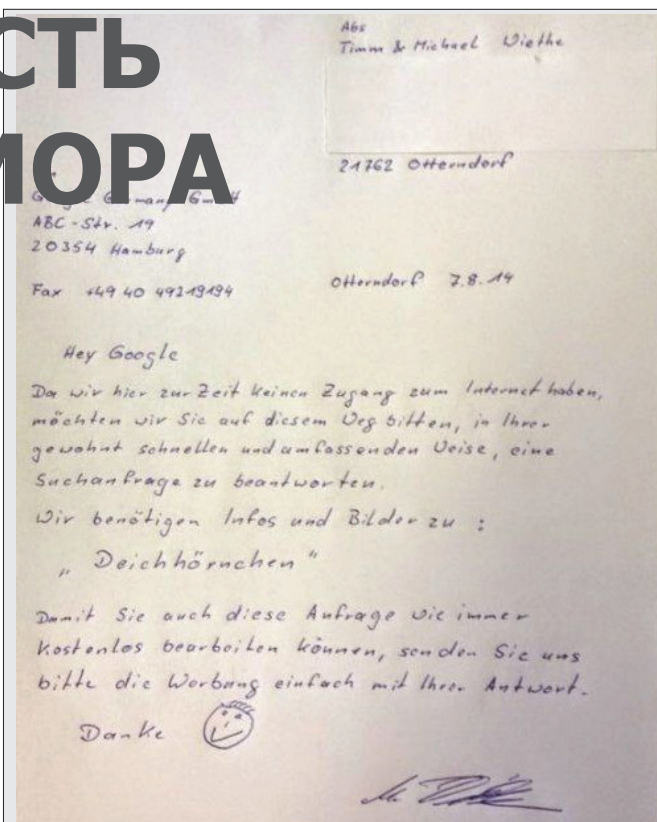 СТЬ
МОРА
Abs
Timm & Michael Wiethe
21762 Otterndorf
Google Germany GmbH
ABC-Str. 19
20354 Hamburg
Fax +49 40 49219194
Otterndorf 7.8.14
Hey Google
Da wir hier zur Zeit keinen Zugang zum Internet haben,
möchten wir Sie auf diesem Weg bitten, in Ihrer
gewohnt schnellen und umfassenden Weise, eine
Suchanfrage zu beantworten.
Wir benötigen Infos und Bilder zu :
„Deichhörnchen"
Damit Sie auch diese Anfrage wie immer
kostenlos bearbeiten können, senden Sie uns
bitte die Werbung einfach mit Ihrer Antwort.
Danke